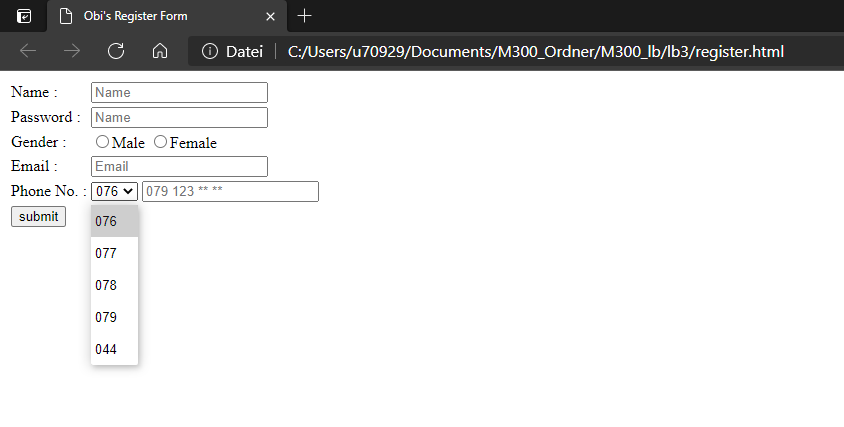 Obi's Register Form
Datei C:/Users/u70929/Documents/M300_Ordner/M300_lb/lb3/register.html
Name : Name
Password : Name
Gender : Male Female
Email : Email
Phone No. : 076 079 123 ** **
submit
076
077
078
079
044